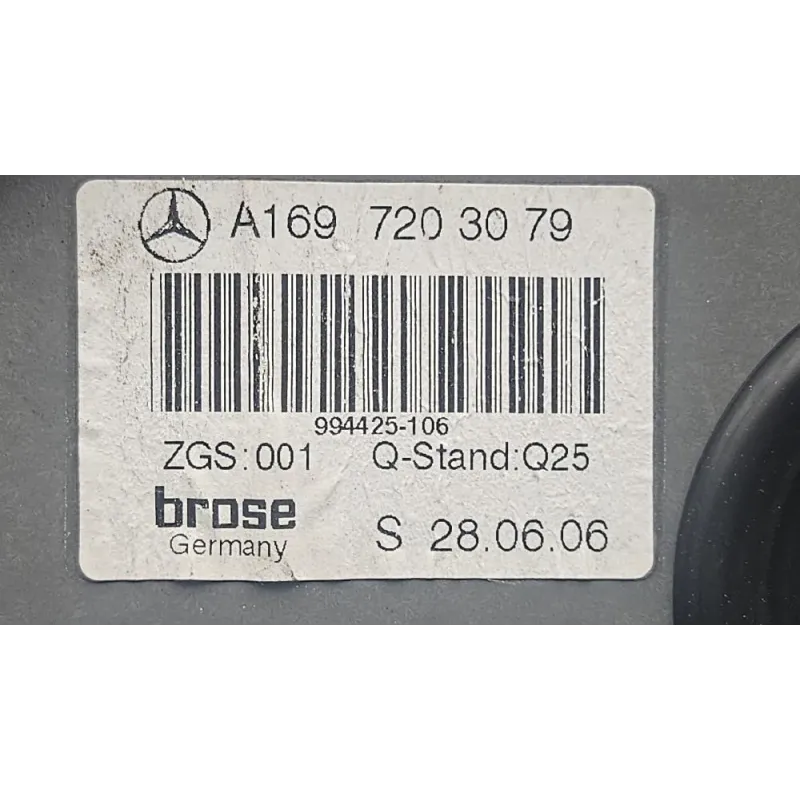 A169 720 30 79
994425-106
ZGS:001 Q-Stand:Q25
brose
Germany S 28.06.06